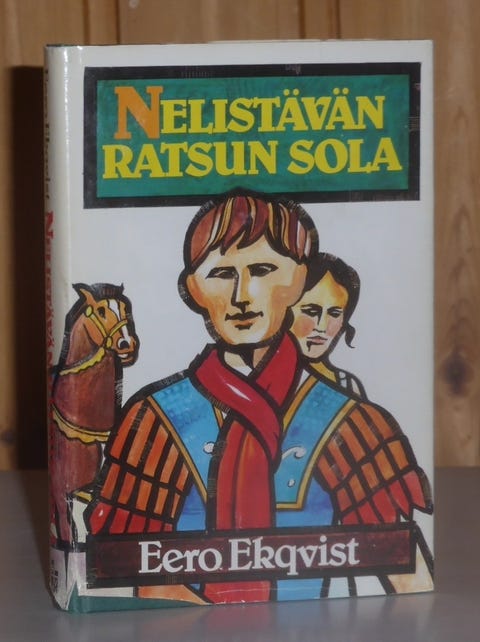 NELISTÄVÄN
RATSUN SOLA
Eero Ekqvist